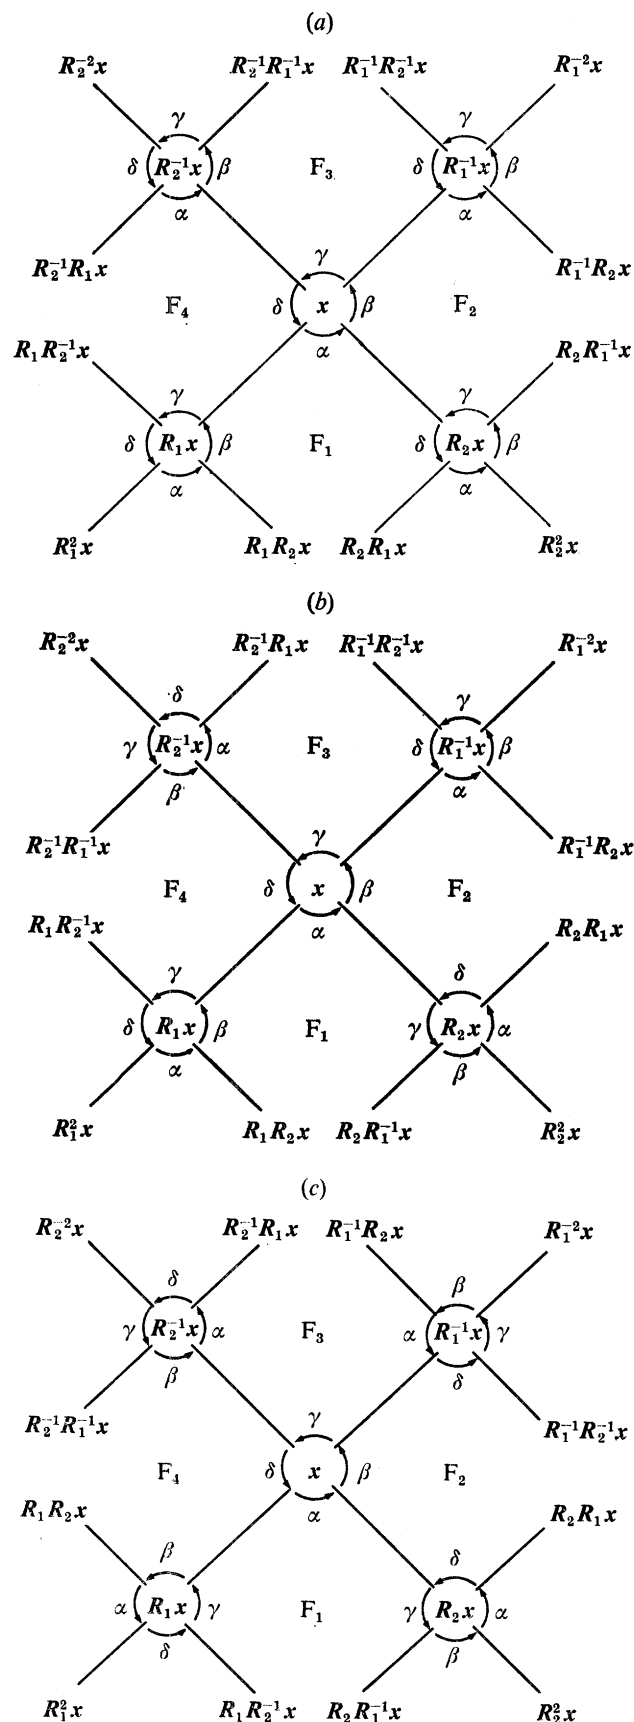 (a)
R₂⁻²x R₂⁻¹R₁⁻¹x R₁⁻¹R₂⁻¹x R₁⁻²x
γ γ
δ R₂⁻¹x β F₃ δ R₁⁻¹x β
α α
R₂⁻¹R₁x γ R₁⁻¹R₂x
F₄ δ x β F₂
R₁R₂⁻¹x α R₂R₁⁻¹x
γ γ
δ R₁x β F₁ δ R₂x β
α α
R₁²x R₁R₂x R₂R₁x R₂²x
(b)
R₂⁻²x R₂⁻¹R₁x R₁⁻¹R₂⁻¹x R₁⁻²x
δ γ
γ R₂⁻¹x α F₃ δ R₁⁻¹x β
β α
R₂⁻¹R₁⁻¹x γ R₁⁻¹R₂x
F₄ δ x β F₂
R₁R₂⁻¹x α R₂R₁x
γ δ
δ R₁x β F₁ γ R₂x α
α β
R₁²x R₁R₂x R₂R₁⁻¹x R₂²x
(c)
R₂⁻²x R₂⁻¹R₁x R₁⁻¹R₂x R₁⁻²x
δ β
γ R₂⁻¹x α F₃ α R₁⁻¹x γ
β δ
R₂⁻¹R₁⁻¹x γ R₁⁻¹R₂⁻¹x
F₄ δ x β F₂
R₁R₂x α R₂R₁x
β δ
α R₁x γ F₁ γ R₂x α
δ β
R₁²x R₁R₂⁻¹x R₂R₁⁻¹x R₂²x